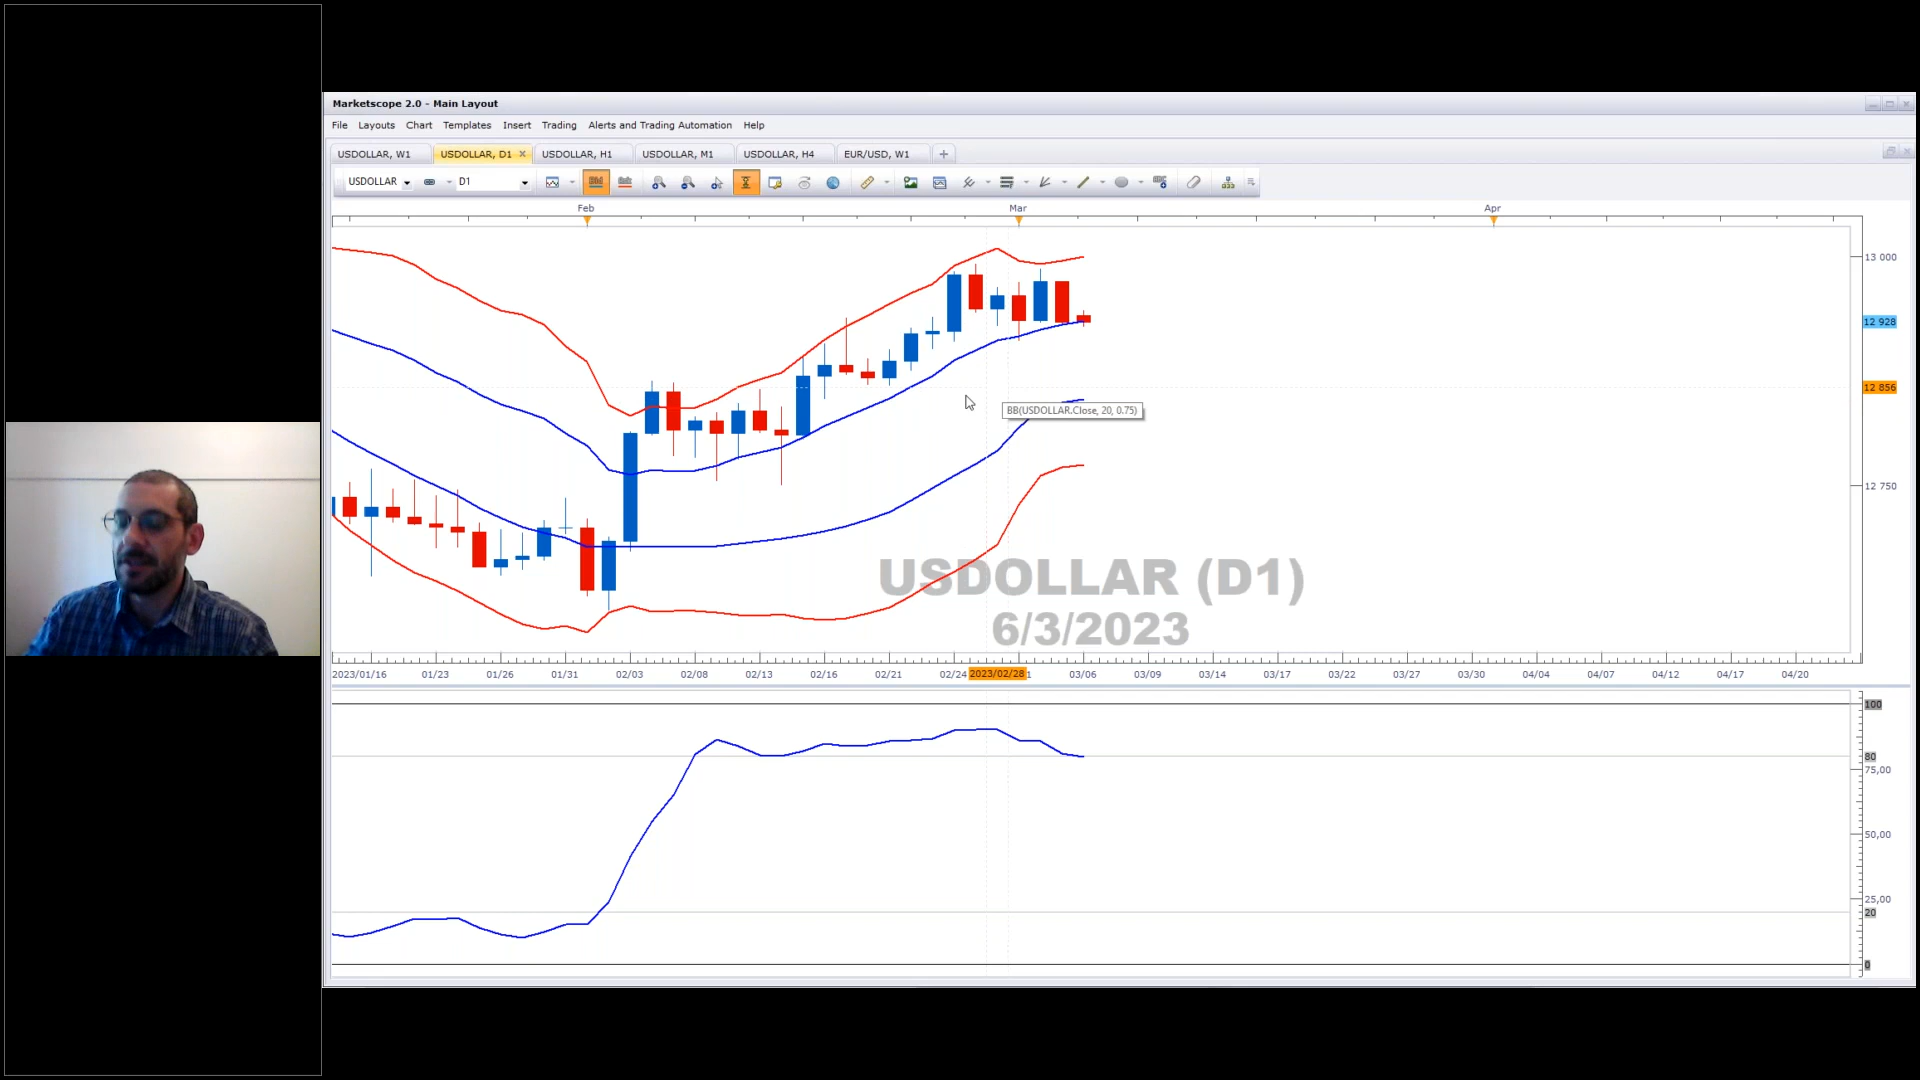 Marketscope 2.0 - Main Layout
File Layouts Chart Templates Insert Trading Alerts and Trading Automation Help
USDOLLAR, W1 USDOLLAR, D1 USDOLLAR, H1 USDOLLAR, M1 USDOLLAR, H4 EUR/USD, W1
USDOLLAR D1
Feb Mar Apr
13 000
12 928
12 856
BB(USDOLLAR.Close, 20, 0.75)
12 750
USDOLLAR (D1)
6/3/2023
2023/01/16 01/23 01/26 01/31 02/03 02/08 02/13 02/16 02/21 02/24 2023/02/28 1 03/06 03/09 03/14 03/17 03/22 03/27 03/30 04/04 04/07 04/12 04/17 04/20
100
80
75,00
50,00
25,00
20
0